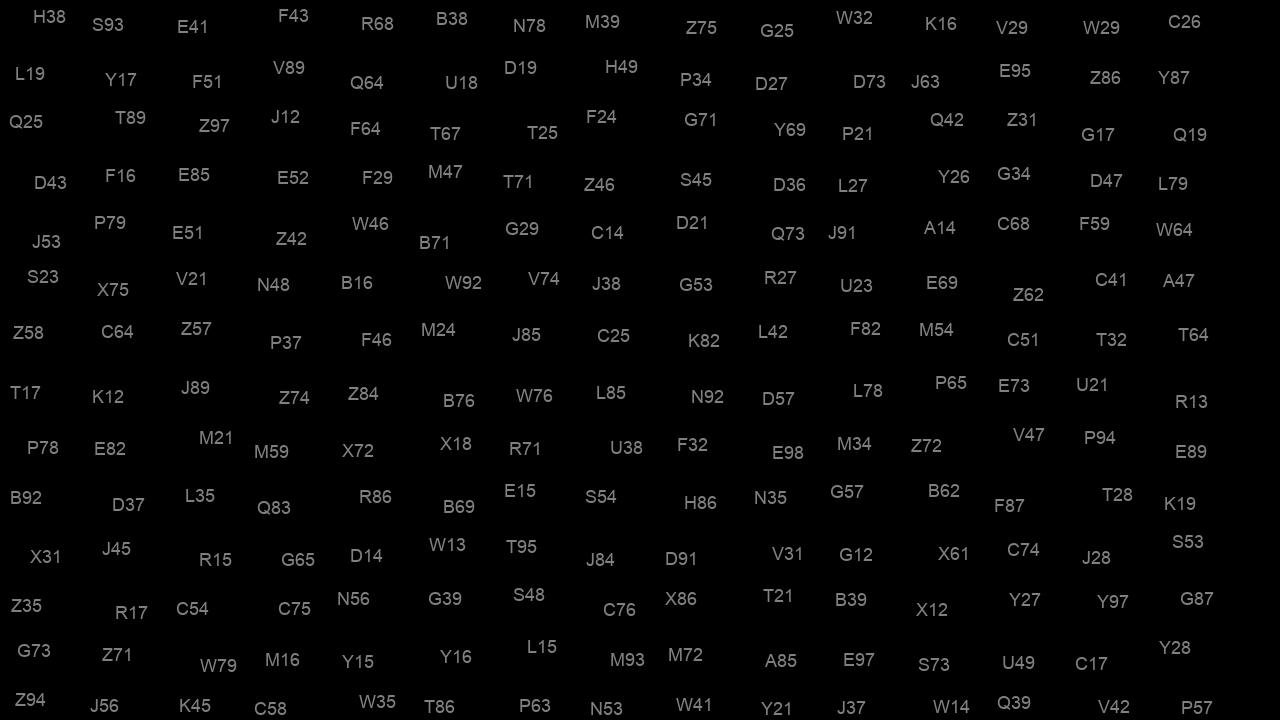 H38 S93 E41 F43 R68 B38 N78 M39 Z75 G25 W32 K16 V29 W29 C26
L19 Y17 F51 V89 Q64 U18 D19 H49 P34 D27 D73 J63 E95 Z86 Y87
Q25 T89 Z97 J12 F64 T67 T25 F24 G71 Y69 P21 Q42 Z31 G17 Q19
D43 F16 E85 E52 F29 M47 T71 Z46 S45 D36 L27 Y26 G34 D47 L79
J53 P79 E51 Z42 W46 B71 G29 C14 D21 Q73 J91 A14 C68 F59 W64
S23 X75 V21 N48 B16 W92 V74 J38 G53 R27 U23 E69 Z62 C41 A47
Z58 C64 Z57 P37 F46 M24 J85 C25 K82 L42 F82 M54 C51 T32 T64
T17 K12 J89 Z74 Z84 B76 W76 L85 N92 D57 L78 P65 E73 U21 R13
P78 E82 M21 M59 X72 X18 R71 U38 F32 E98 M34 Z72 V47 P94 E89
B92 D37 L35 Q83 R86 B69 E15 S54 H86 N35 G57 B62 F87 T28 K19
X31 J45 R15 G65 D14 W13 T95 J84 D91 V31 G12 X61 C74 J28 S53
Z35 R17 C54 C75 N56 G39 S48 C76 X86 T21 B39 X12 Y27 Y97 G87
G73 Z71 W79 M16 Y15 Y16 L15 M93 M72 A85 E97 S73 U49 C17 Y28
Z94 J56 K45 C58 W35 T86 P63 N53 W41 Y21 J37 W14 Q39 V42 P57